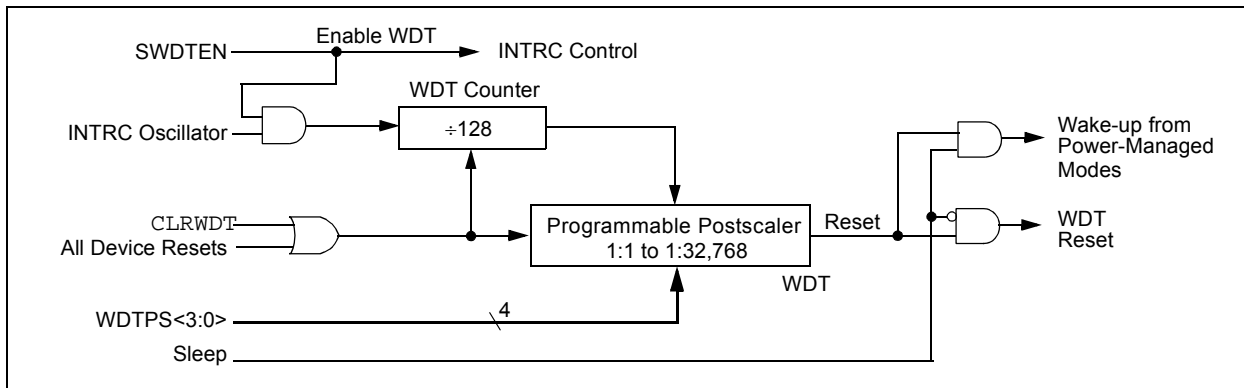 Enable WDT
SWDTEN
INTRC Control
WDT Counter
INTRC Oscillator
÷128
Wake-up from
Power-Managed
Modes
CLRWDT
All Device Resets
Programmable Postscaler
1:1 to 1:32,768
Reset
WDT
Reset
WDT
WDTPS<3:0>
4
Sleep